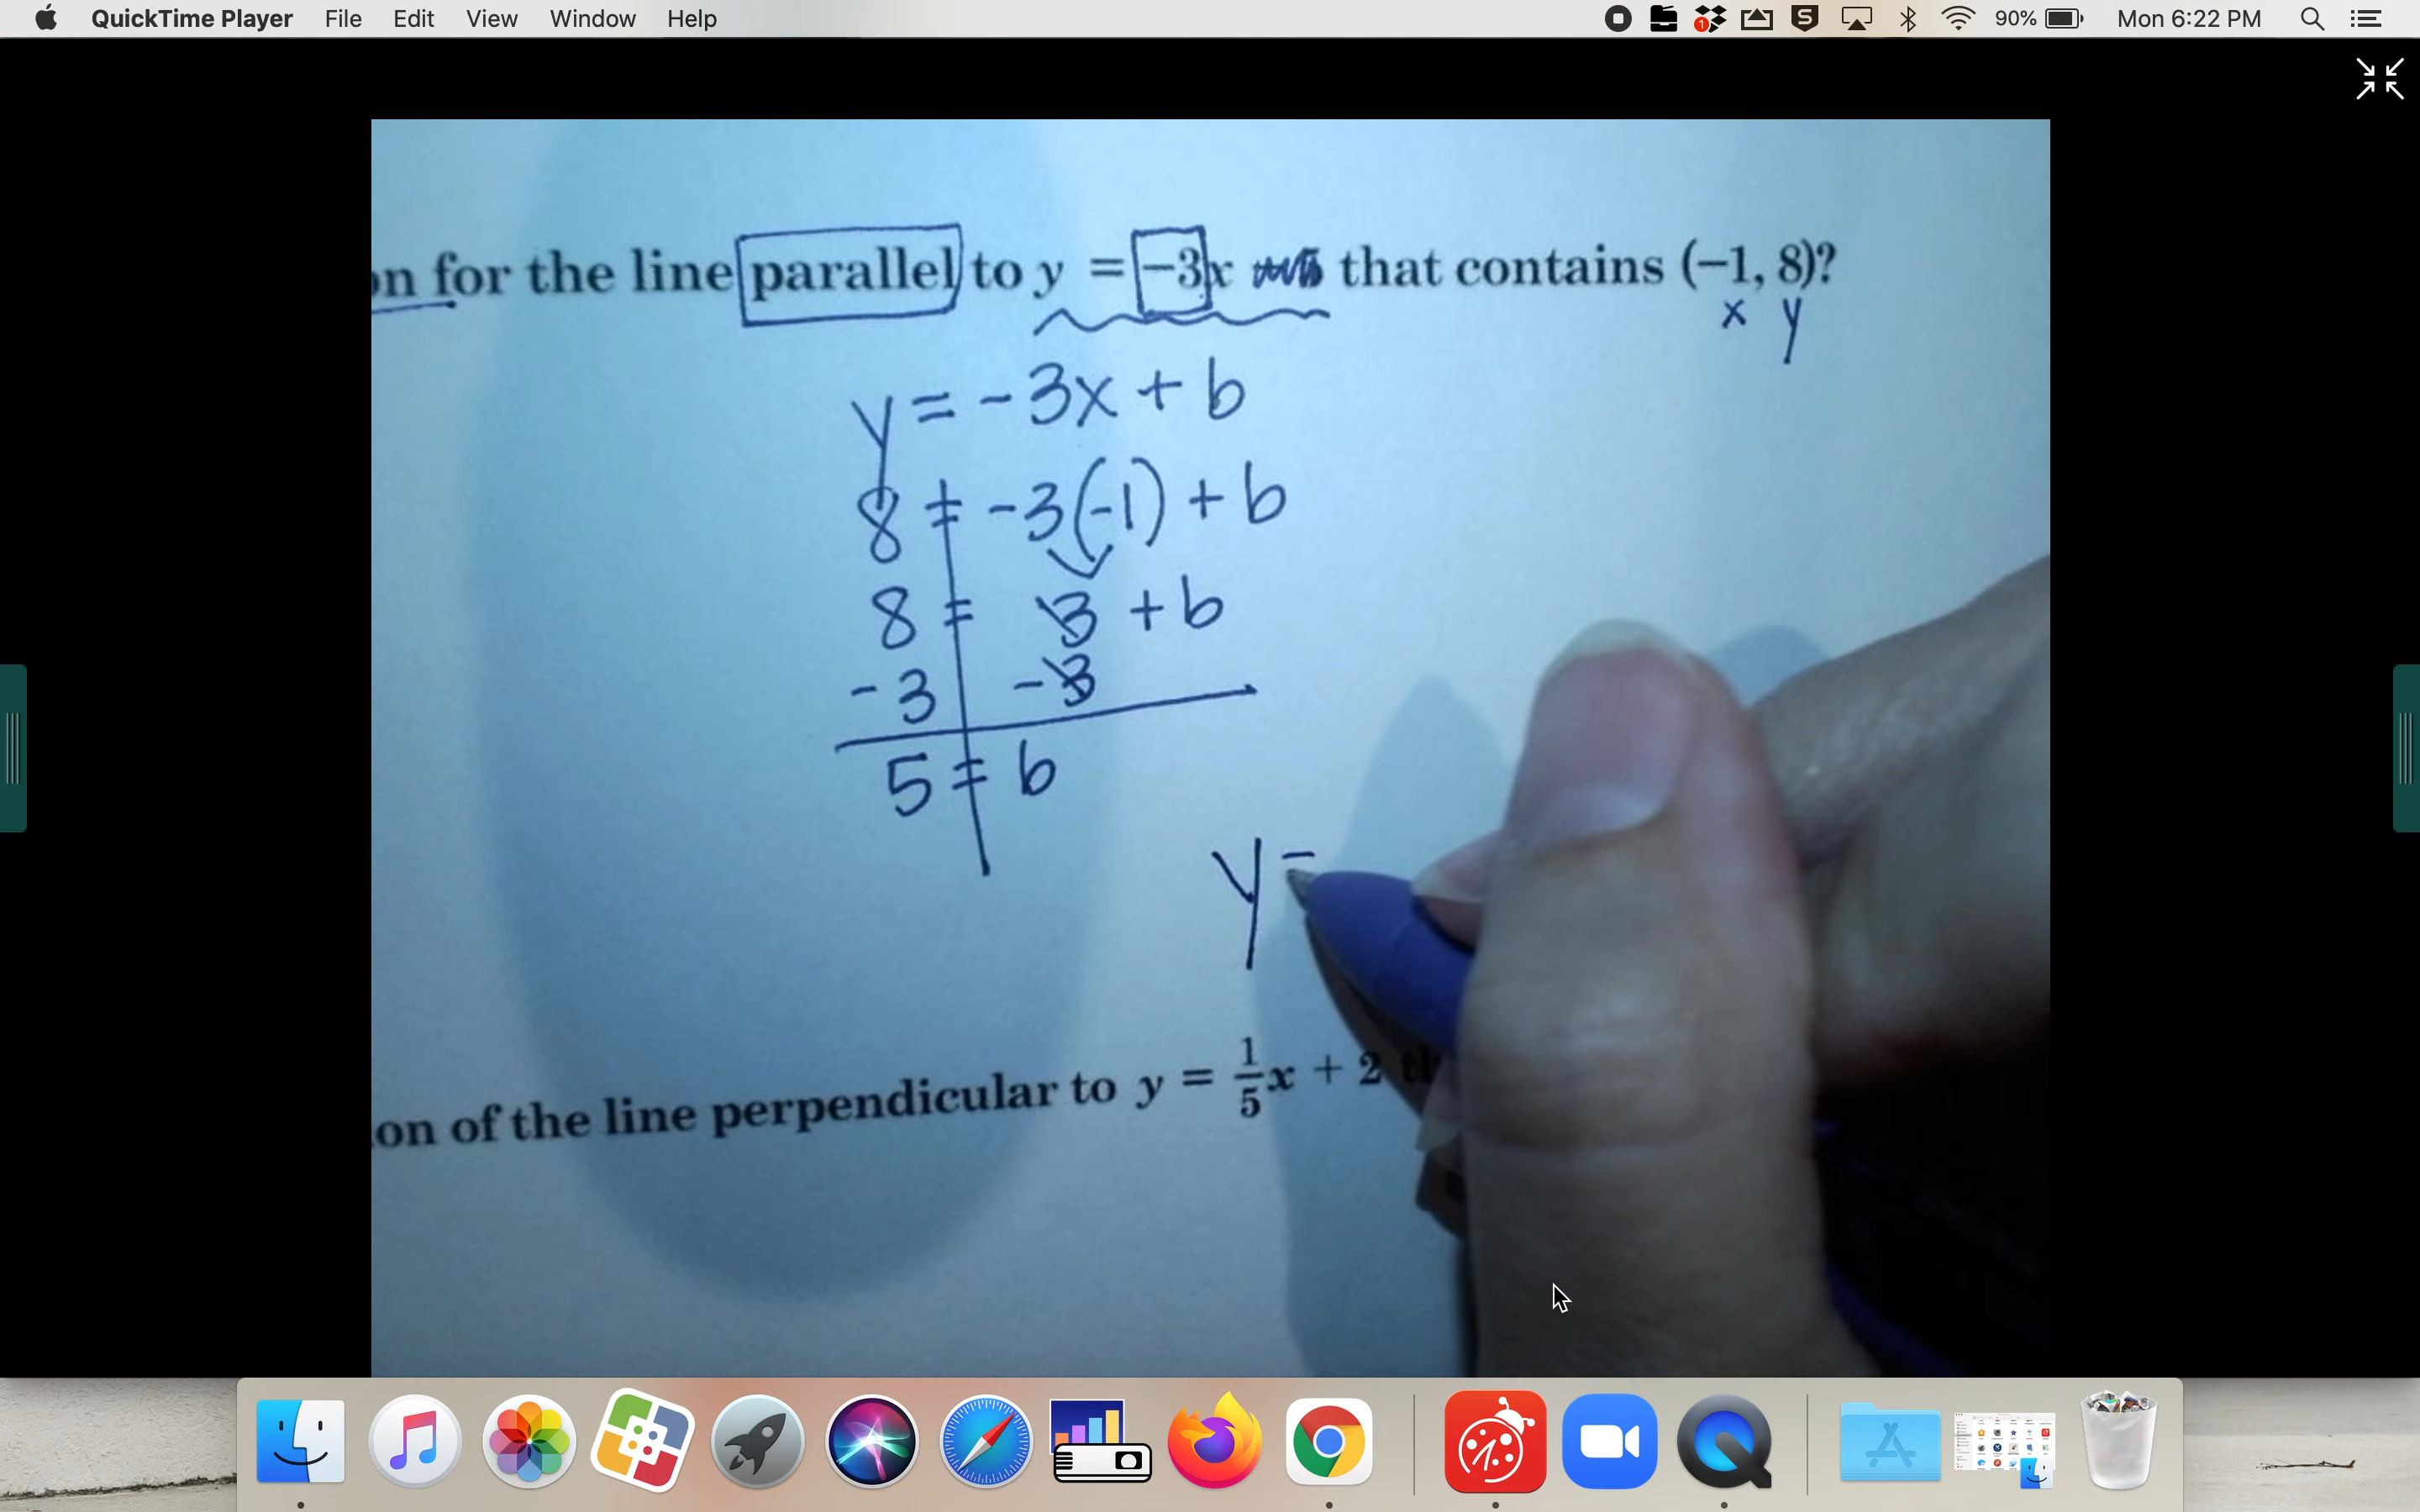 QuickTime Player File Edit View Window Help 1 S 90% Mon 6:22 PM
on for the line parallel to y = -3x that contains (-1, 8)?
x y
y = -3x + b
8 = -3(-1) + b
8 = 3 + b
-3 -3
5 = b
y =
on of the line perpendicular to y = 1/5x + 2